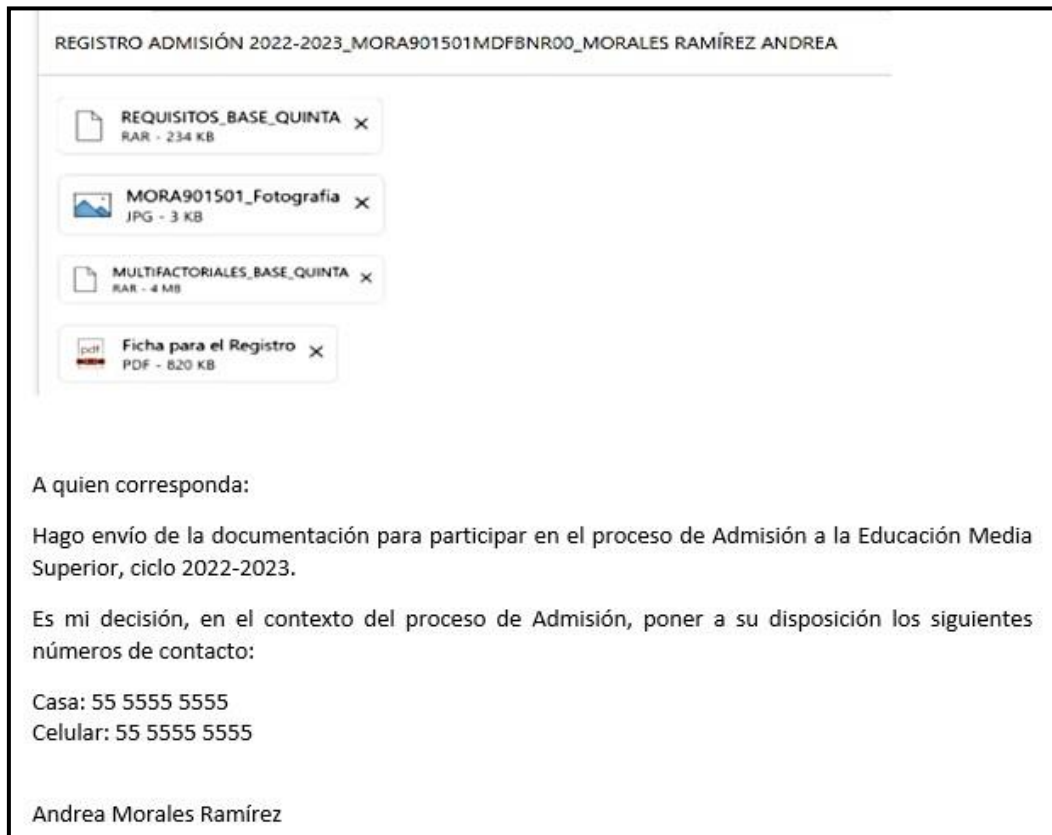 REGISTRO ADMISIÓN 2022-2023_MORA901501MDFBNR00_MORALES RAMÍREZ ANDREA
REQUISITOS_BASE_QUINTA
RAR - 234 KB
MORA901501_Fotografía
JPG - 3 KB
MULTIFACTORIALES_BASE_QUINTA
RAR - 4 MB
pdf
Ficha para el Registro
PDF - 820 KB
A quien corresponda:
Hago envío de la documentación para participar en el proceso de Admisión a la Educación Media
Superior, ciclo 2022-2023.
Es mi decisión, en el contexto del proceso de Admisión, poner a su disposición los siguientes
números de contacto:
Casa: 55 5555 5555
Celular: 55 5555 5555
Andrea Morales Ramírez